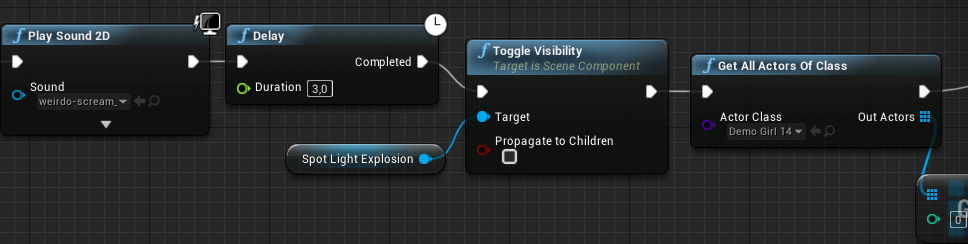 Play Sound 2D
Sound
weirdo-scream_
Delay
Completed
Duration 3,0
Spot Light Explosion
Toggle Visibility
Target is Scene Component
Target
Propagate to Children
Get All Actors Of Class
Actor Class
Demo Girl 14
Out Actors
0